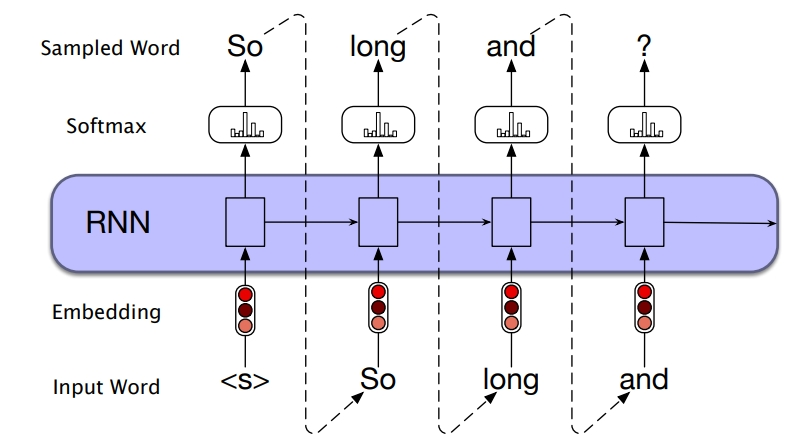 Sampled Word So long and ?
Softmax
RNN
Embedding
Input Word <s> So long and